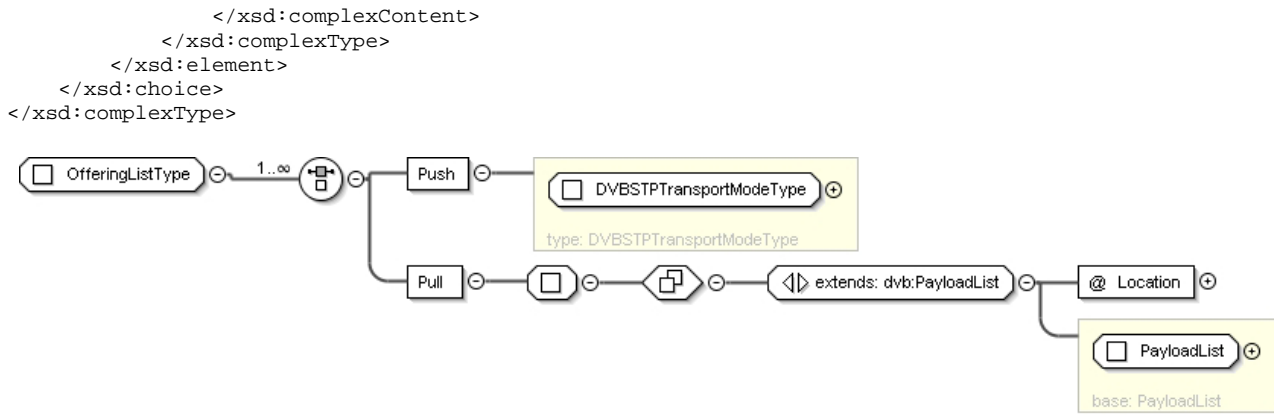 </xsd:complexContent>
</xsd:complexType>
</xsd:element>
</xsd:choice>
</xsd:complexType>
OfferingListType
1..∞
Push
DVBSTPTransportModeType
type: DVBSTPTransportModeType
Pull
extends: dvb:PayloadList
@ Location
PayloadList
base: PayloadList